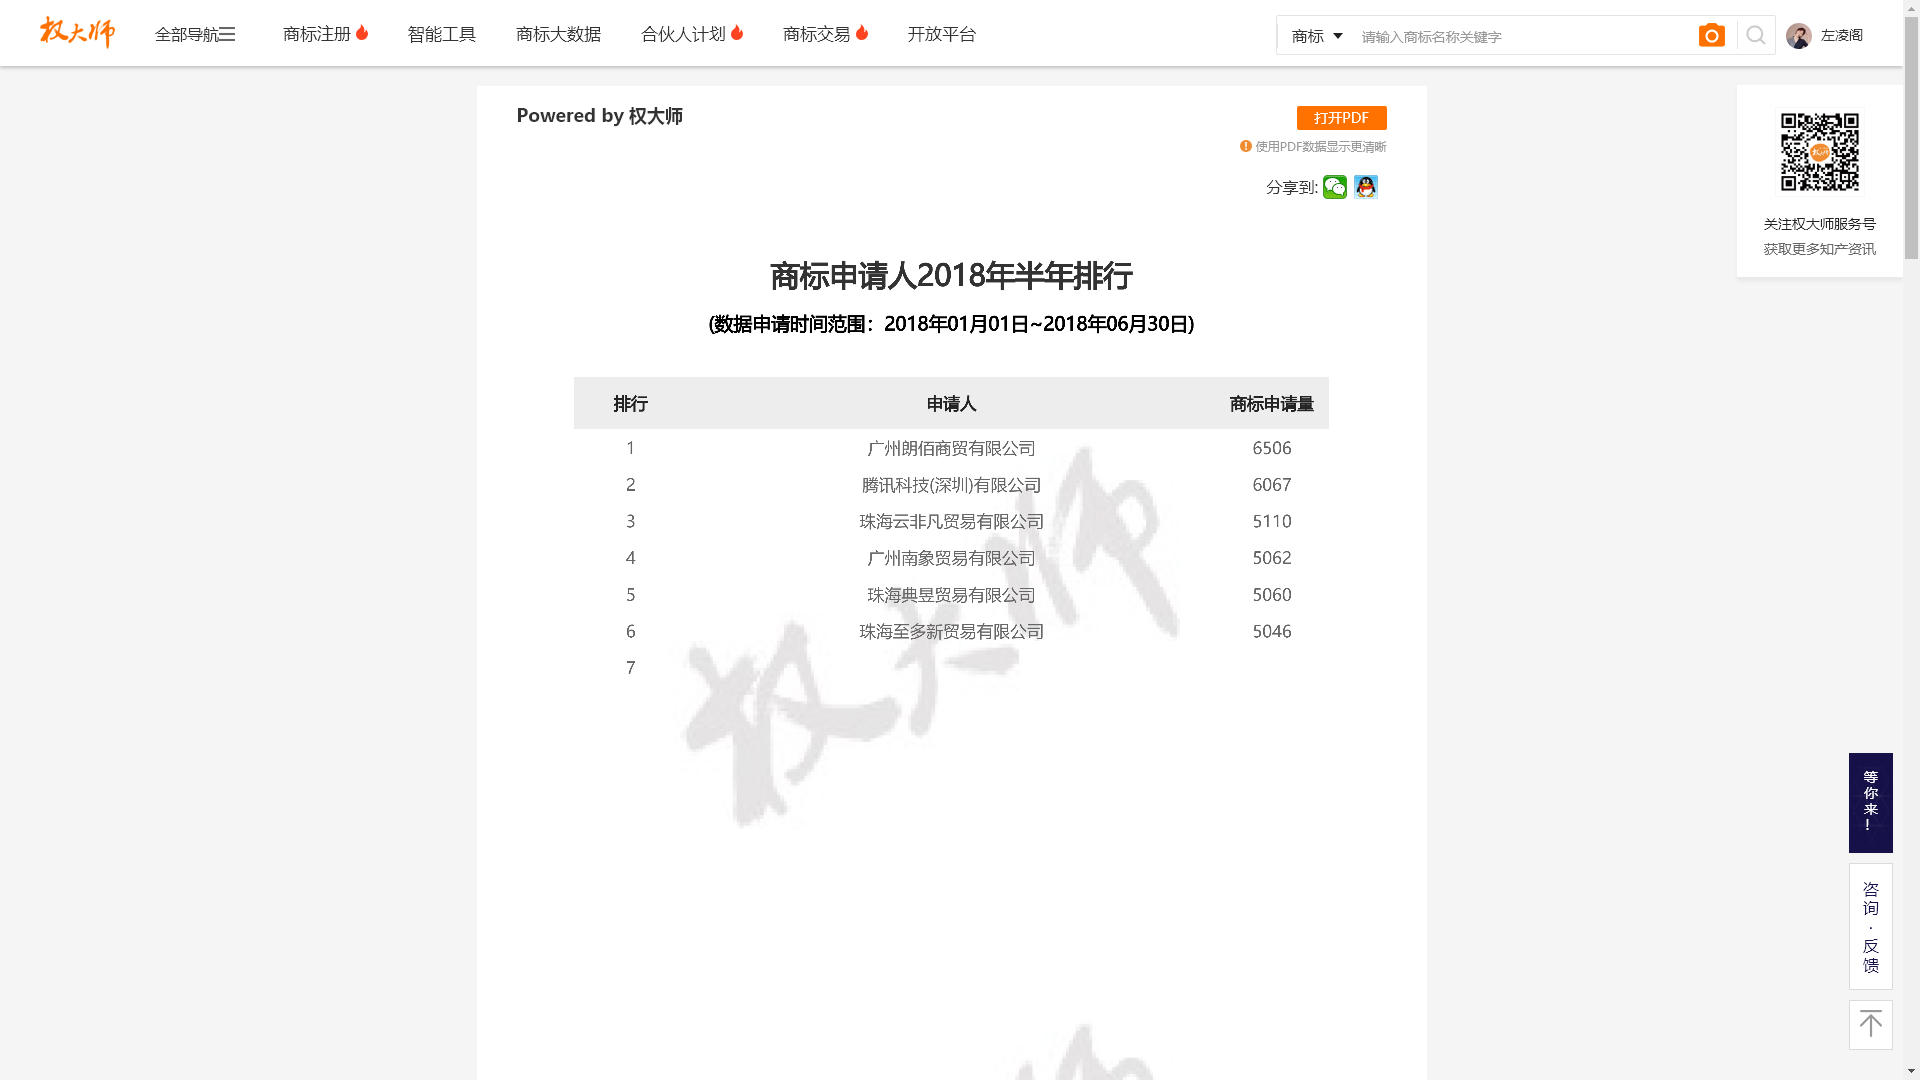 权大师
全部导航
商标注册
智能工具
商标大数据
合伙人计划
商标交易
开放平台
商标
请输入商标名称关键字
左凌阁
Powered by 权大师
打开PDF
使用PDF数据显示更清晰
分享到:
关注权大师服务号
获取更多知产资讯
商标申请人2018年半年排行
(数据申请时间范围：2018年01月01日~2018年06月30日)
排行 申请人 商标申请量
1 广州朗佰商贸有限公司 6506
2 腾讯科技(深圳)有限公司 6067
3 珠海云非凡贸易有限公司 5110
4 广州南象贸易有限公司 5062
5 珠海典昱贸易有限公司 5060
6 珠海至多新贸易有限公司 5046
7
权大师
等你来！
咨询·反馈